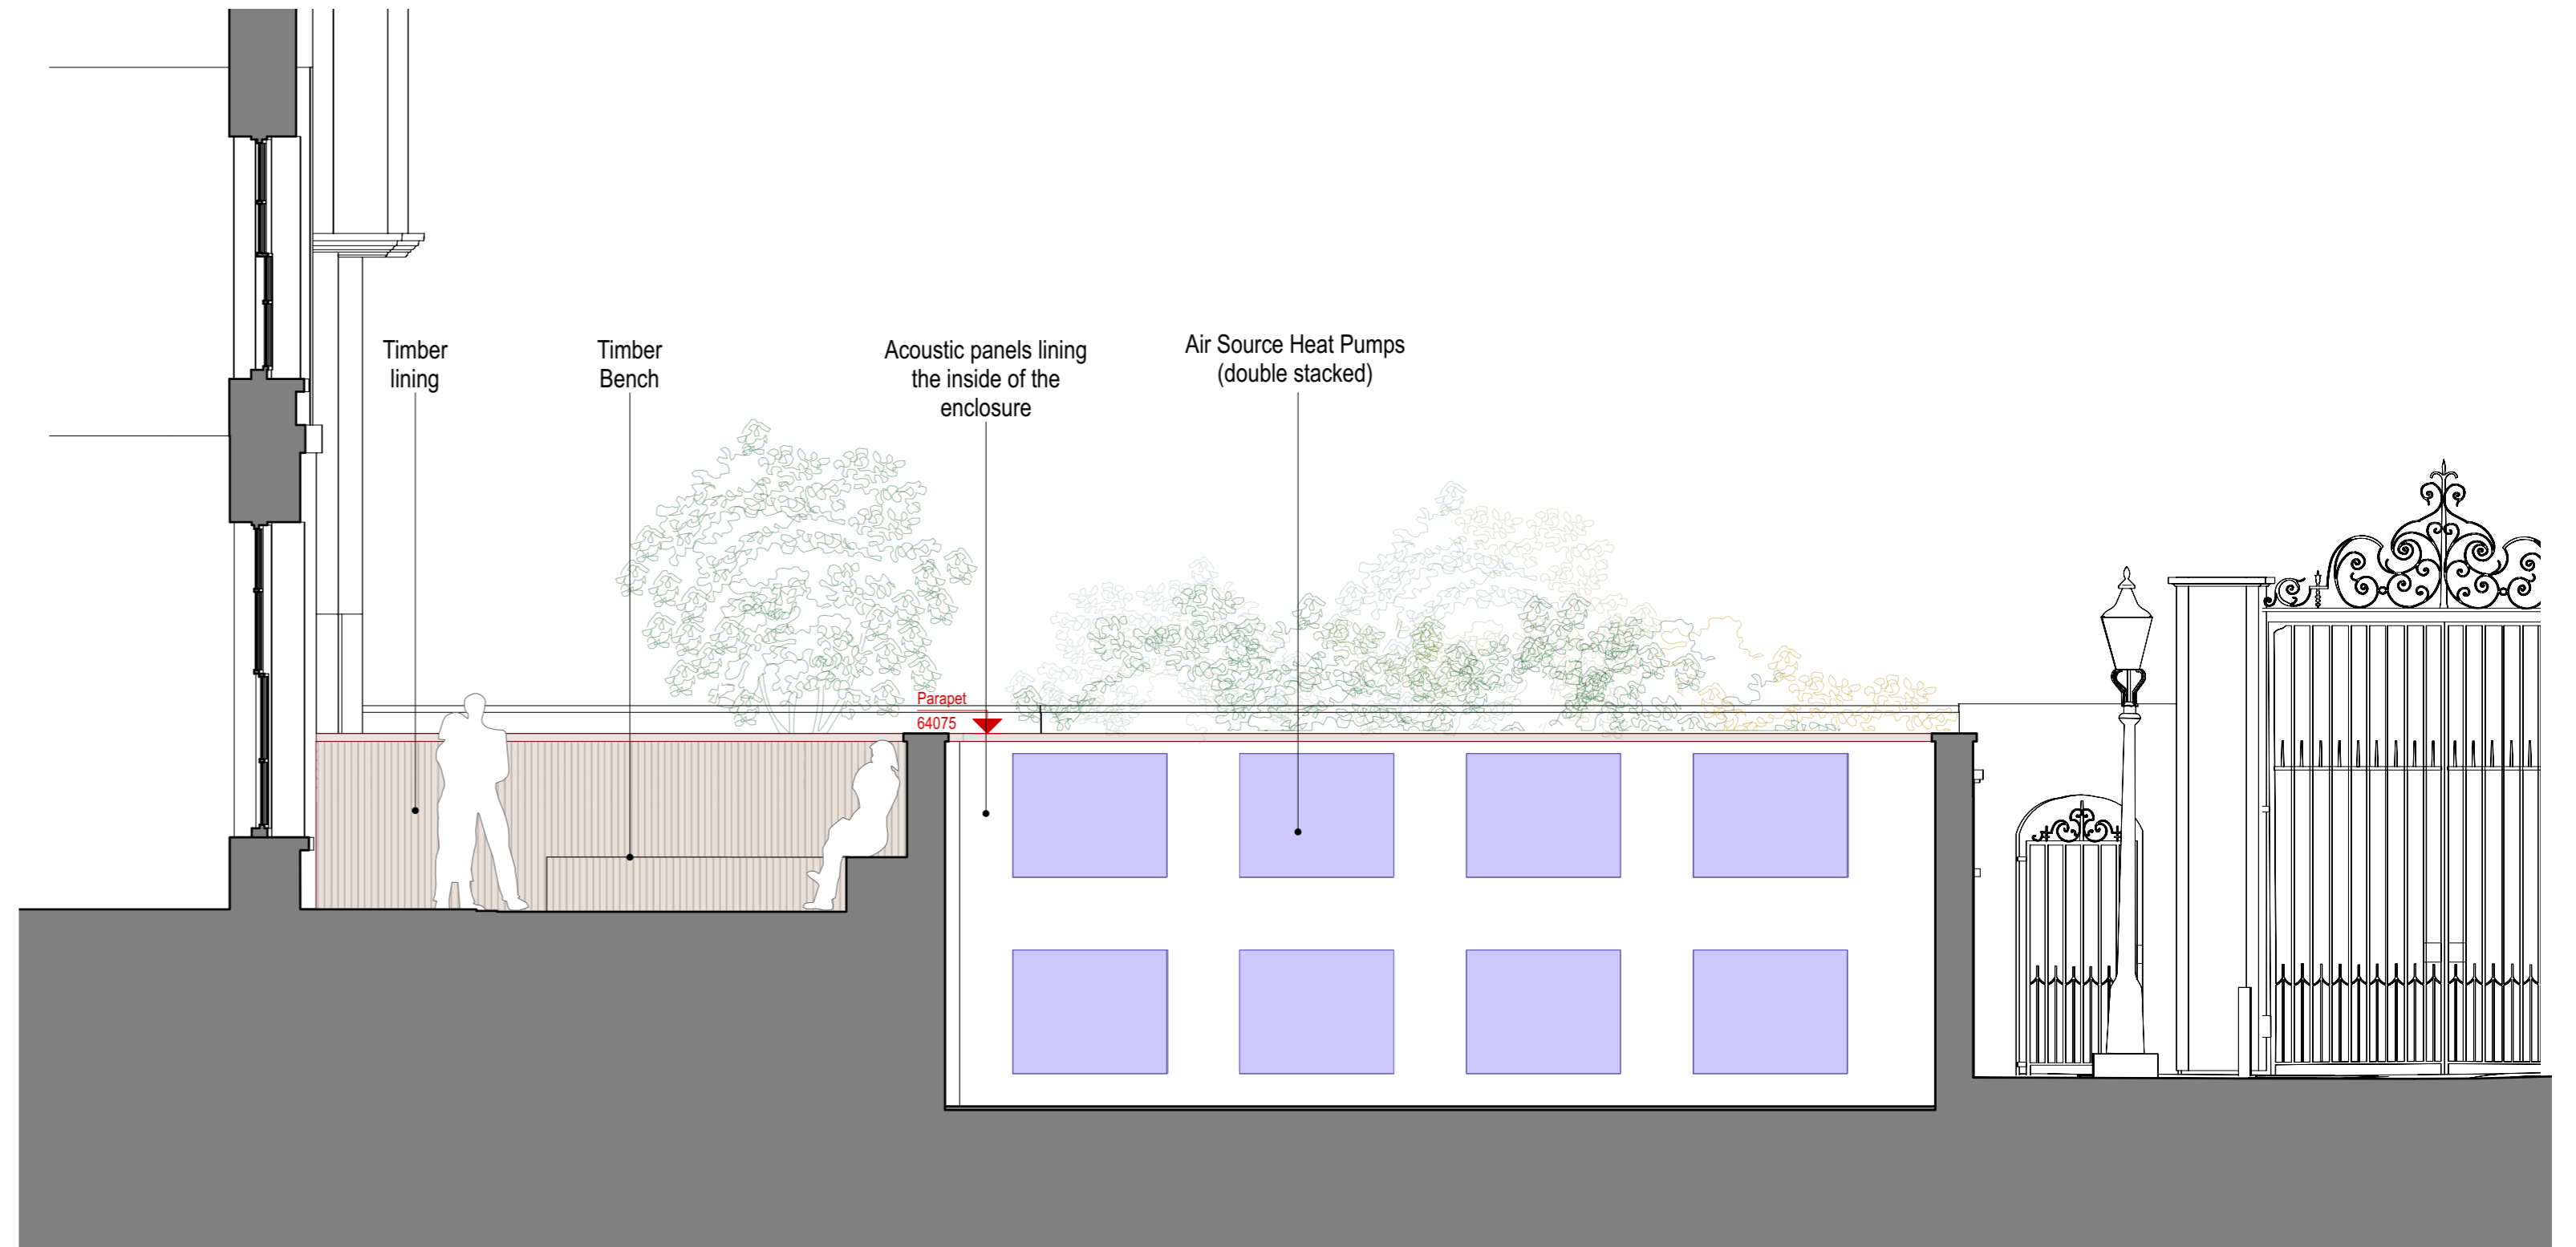 Timber
lining
Timber
Bench
Acoustic panels lining
the inside of the
enclosure
Air Source Heat Pumps
(double stacked)
Parapet
64075